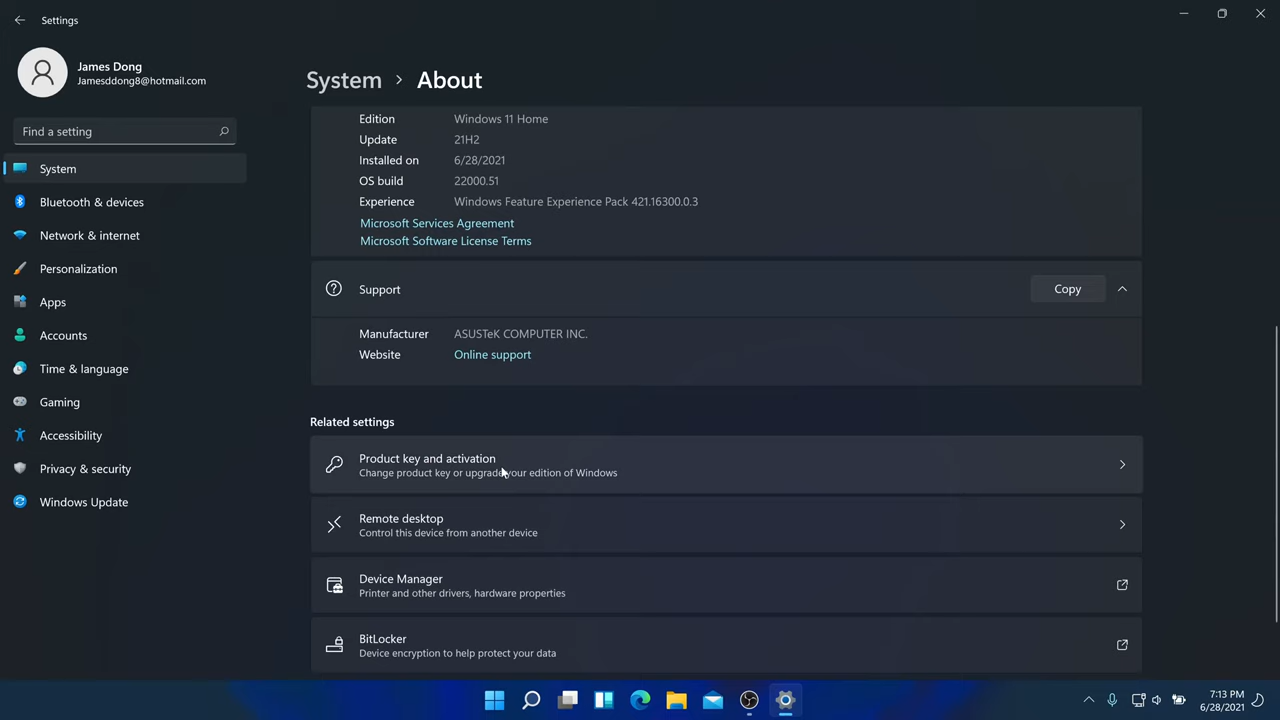 Settings
James Dong
Jamesddong8@hotmail.com
Find a setting
System
Bluetooth & devices
Network & internet
Personalization
Apps
Accounts
Time & language
Gaming
Accessibility
Privacy & security
Windows Update
System > About
Edition Windows 11 Home
Update 21H2
Installed on 6/28/2021
OS build 22000.51
Experience Windows Feature Experience Pack 421.16300.0.3
Microsoft Services Agreement
Microsoft Software License Terms
Support Copy
Manufacturer ASUSTeK COMPUTER INC.
Website Online support
Related settings
Product key and activation
Change product key or upgrade your edition of Windows
Remote desktop
Control this device from another device
Device Manager
Printer and other drivers, hardware properties
BitLocker
Device encryption to help protect your data
7:13 PM
6/28/2021